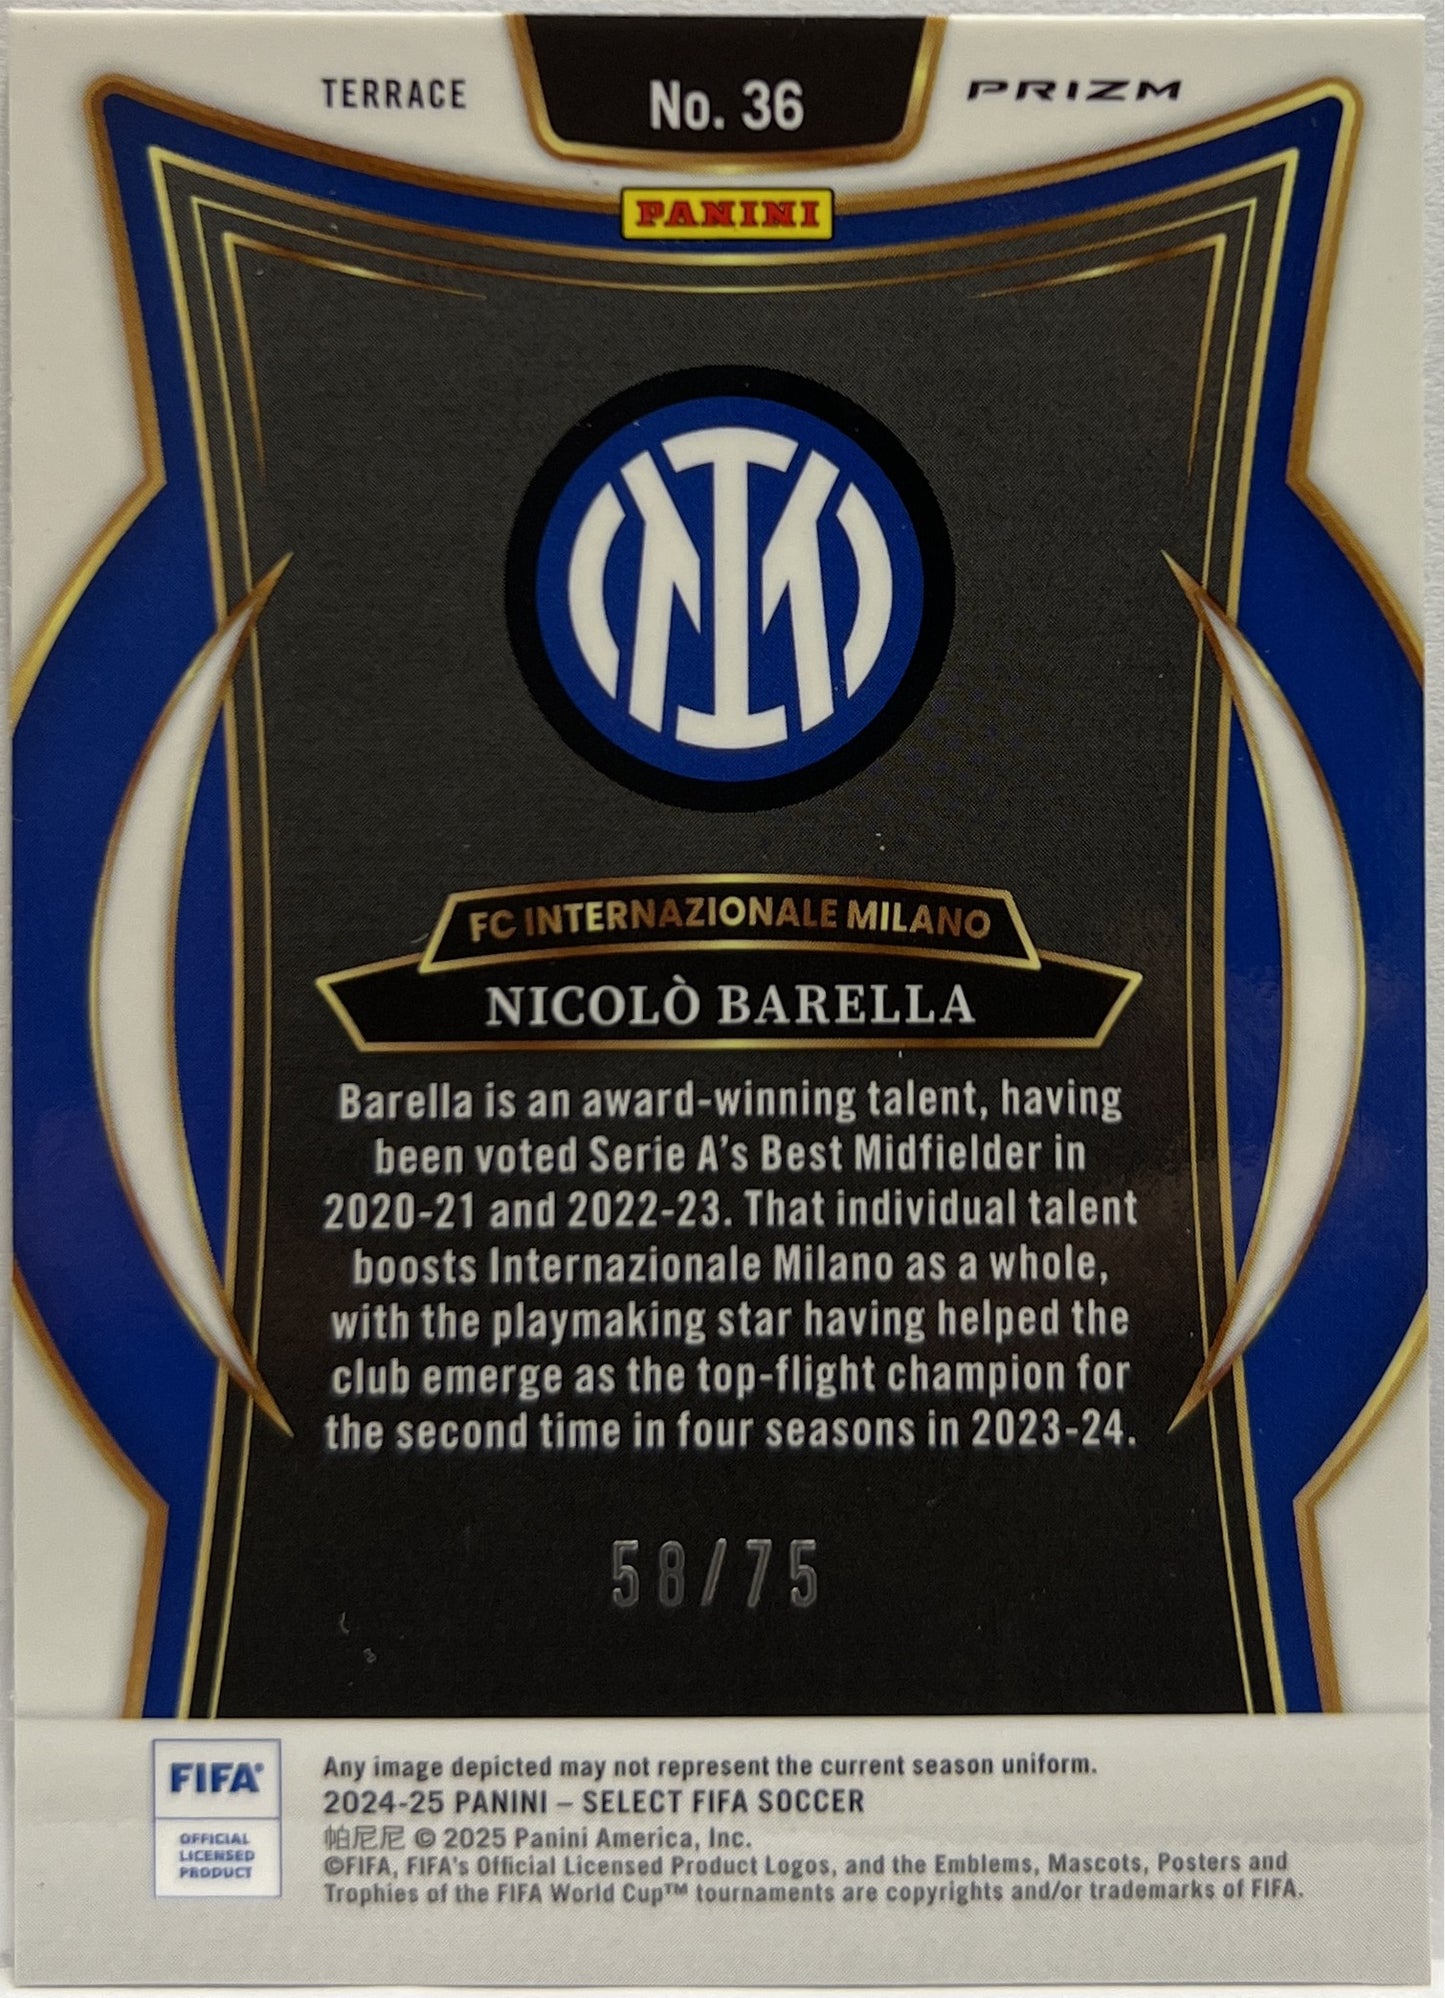 TERRACE
No. 36
PRIZM
PANINI
FC INTERNAZIONALE MILANO
NICOLÒ BARELLA
Barella is an award-winning talent, having
been voted Serie A's Best Midfielder in
2020-21 and 2022-23. That individual talent
boosts Internazionale Milano as a whole,
with the playmaking star having helped the
club emerge as the top-flight champion for
the second time in four seasons in 2023-24.
58/75
FIFA®
OFFICIAL
LICENSED
PRODUCT
Any image depicted may not represent the current season uniform.
2024-25 PANINI – SELECT FIFA SOCCER
帕尼尼 © 2025 Panini America, Inc.
©FIFA, FIFA's Official Licensed Product Logos, and the Emblems, Mascots, Posters and
Trophies of the FIFA World Cup™ tournaments are copyrights and/or trademarks of FIFA.